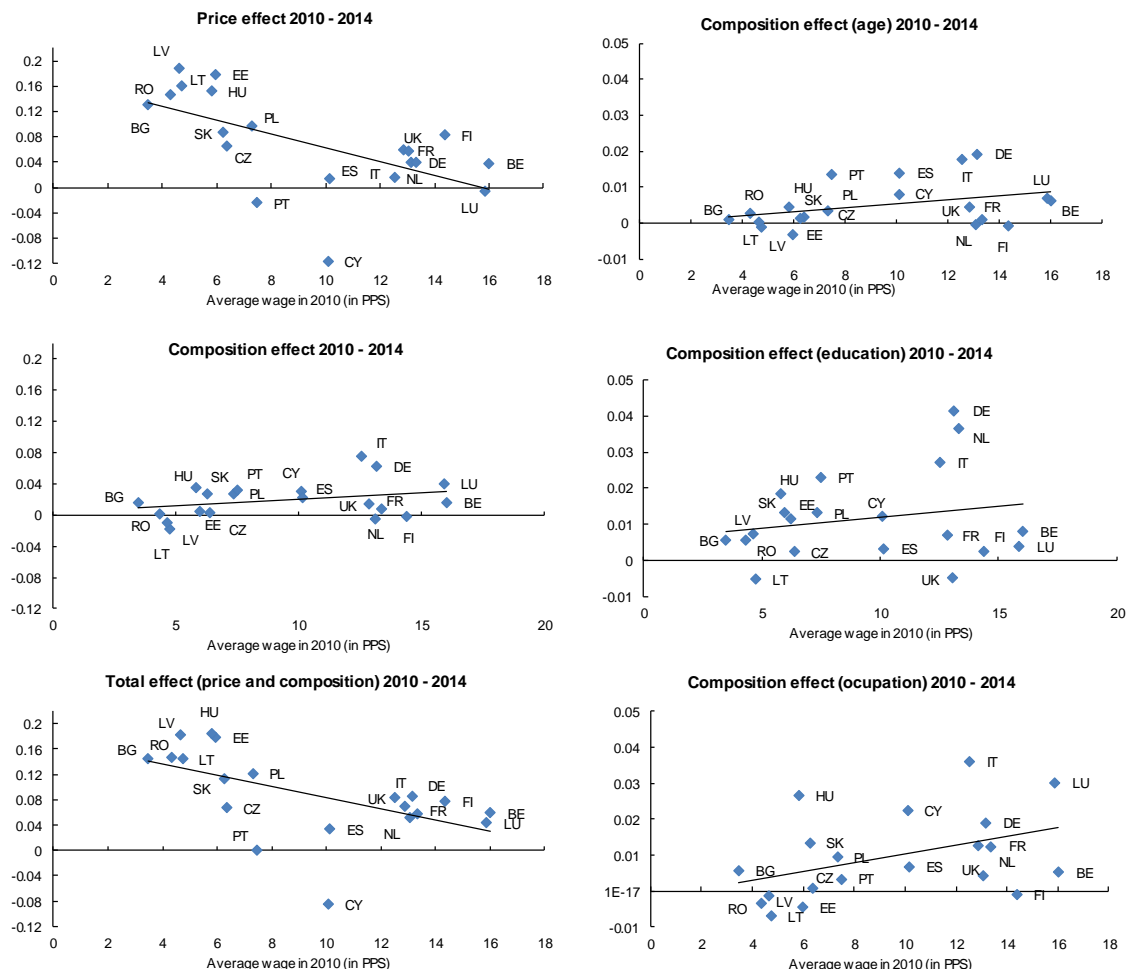 Price effect 2010 - 2014
0.2
0.16
0.12
0.08
0.04
0
-0.04
-0.08
-0.12
LV
EE
LT
RO
HU
BG
SK
PL
CZ
PT
ES
CY
IT
UK
FR
DE
NL
FI
BE
LU
0 2 4 6 8 10 12 14 16 18
Average wage in 2010 (in PPS)
Composition effect (age) 2010 - 2014
0.05
0.04
0.03
0.02
0.01
0
-0.01
BG
RO
HU
SK
PT
PL
CZ
LT
LV
EE
ES
CY
IT
DE
UK
FR
NL
FI
LU
BE
0 2 4 6 8 10 12 14 16 18
Average wage in 2010 (in PPS)
Composition effect 2010 - 2014
0.2
0.16
0.12
0.08
0.04
0
-0.04
-0.08
-0.12
BG
HU
SK
PT
PL
CY
ES
IT
DE
LU
BE
UK
FR
NL
FI
RO
LT
LV
EE
CZ
0 5 10 15 20
Average wage in 2010 (in PPS)
Composition effect (education) 2010 - 2014
0.05
0.04
0.03
0.02
0.01
0
-0.01
DE
NL
IT
HU
PT
SK
EE
PL
CY
LV
BG
RO
CZ
ES
FR
FI
BE
LU
LT
UK
0 5 10 15 20
Average wage in 2010 (in PPS)
Total effect (price and composition) 2010 - 2014
0.2
0.16
0.12
0.08
0.04
0
-0.04
-0.08
-0.12
HU
LV
EE
BG
RO
LT
SK
PL
CZ
PT
ES
CY
IT
DE
UK
FR
NL
FI
BE
LU
0 2 4 6 8 10 12 14 16 18
Average wage in 2010 (in PPS)
Composition effect (ocupation) 2010 - 2014
0.05
0.04
0.03
0.02
0.01
1E-17
-0.01
IT
LU
HU
CY
DE
SK
PL
FR
NL
BG
CZ
PT
ES
UK
BE
FI
RO
LV
LT
EE
0 2 4 6 8 10 12 14 16 18
Average wage in 2010 (in PPS)